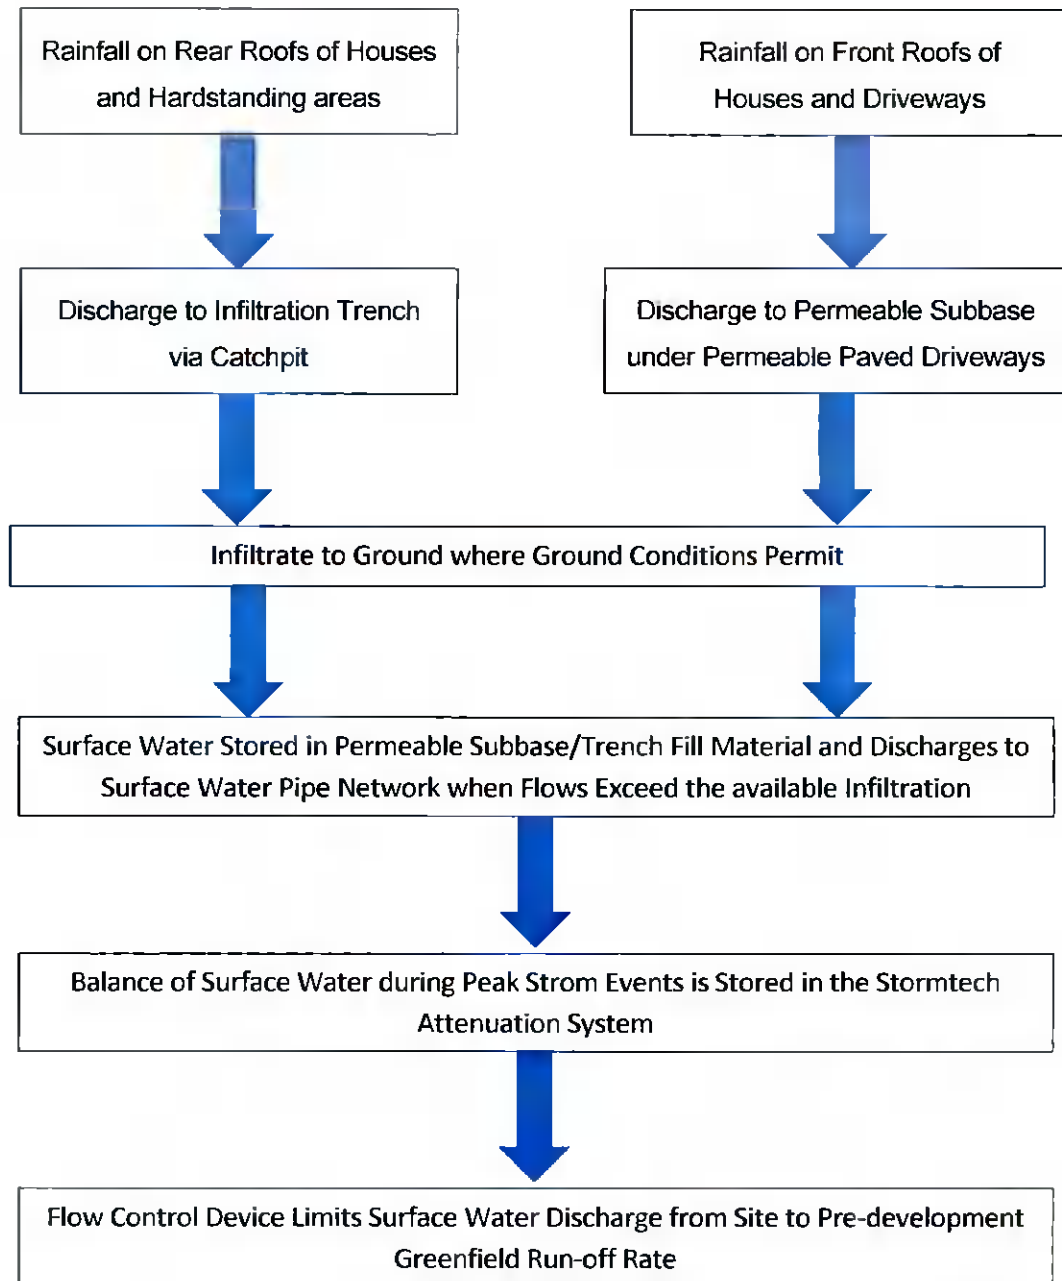 Rainfall on Rear Roofs of Houses
and Hardstanding areas
Rainfall on Front Roofs of
Houses and Driveways
Discharge to Infiltration Trench
via Catchpit
Discharge to Permeable Subbase
under Permeable Paved Driveways
Infiltrate to Ground where Ground Conditions Permit
Surface Water Stored in Permeable Subbase/Trench Fill Material and Discharges to
Surface Water Pipe Network when Flows Exceed the available Infiltration
Balance of Surface Water during Peak Strom Events is Stored in the Stormtech
Attenuation System
Flow Control Device Limits Surface Water Discharge from Site to Pre-development
Greenfield Run-off Rate